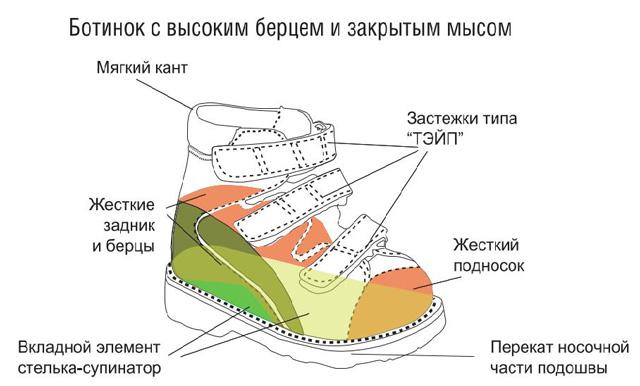 Ботинок с высоким берцем и закрытым мысом
Мягкий кант
Застежки типа
“ТЭЙП”
Жесткие
задник
и берцы
Жесткий
подносок
Вкладной элемент
стелька-супинатор
Перекат носочной
части подошвы